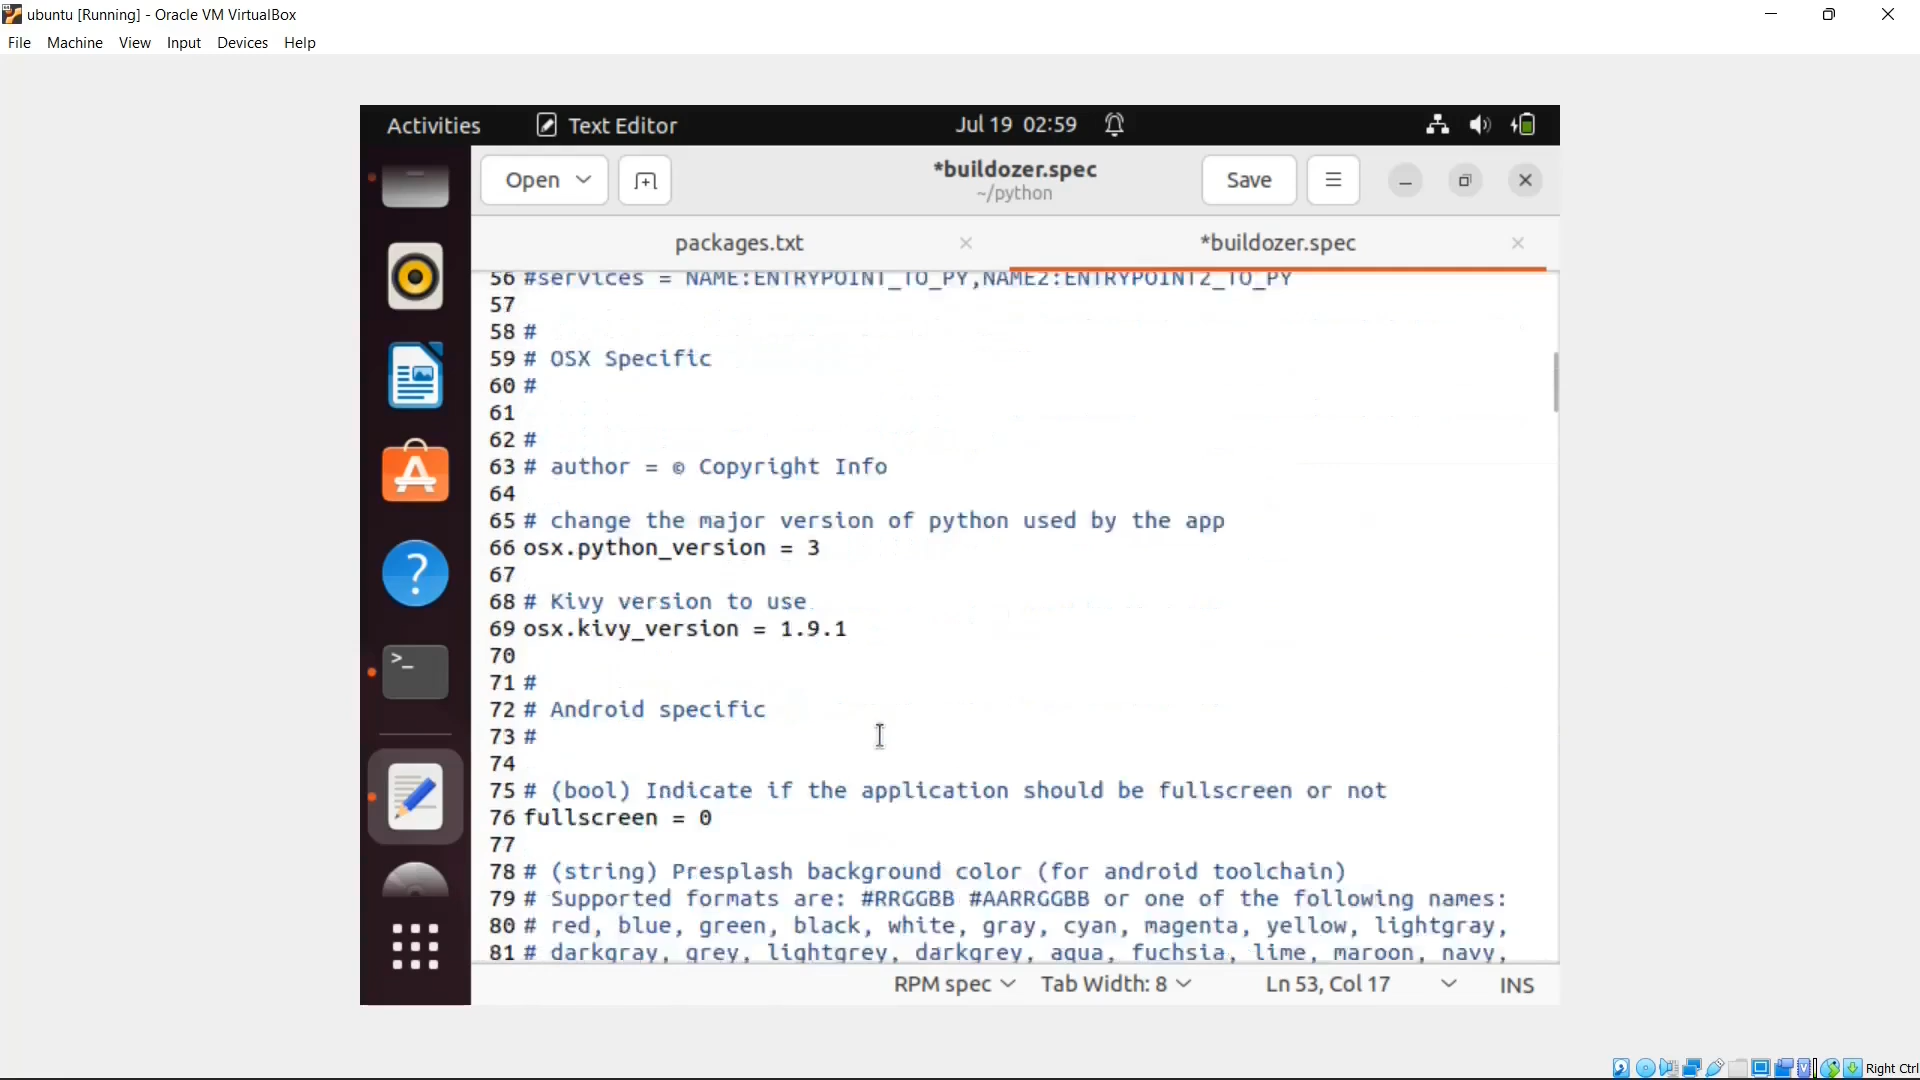 ubuntu [Running] - Oracle VM VirtualBox
File Machine View Input Devices Help
Activities Text Editor Jul 19 02:59
Open *buildozer.spec Save
~/python
packages.txt *buildozer.spec
56 #services = NAME:ENTRYPOINT_TO_PY,NAME2:ENTRYPOINT2_TO_PY
57
58 #
59 # OSX Specific
60 #
61
62 #
63 # author = © Copyright Info
64
65 # change the major version of python used by the app
66 osx.python_version = 3
67
68 # Kivy version to use
69 osx.kivy_version = 1.9.1
70
71 #
72 # Android specific
73 #
74
75 # (bool) Indicate if the application should be fullscreen or not
76 fullscreen = 0
77
78 # (string) Presplash background color (for android toolchain)
79 # Supported formats are: #RRGGBB #AARRGGBB or one of the following names:
80 # red, blue, green, black, white, gray, cyan, magenta, yellow, lightgray,
81 # darkgray, grey, lightgrey, darkgrey, aqua, fuchsia, lime, maroon, navy,
RPM spec Tab Width: 8 Ln 53, Col 17 INS
Right Ctrl